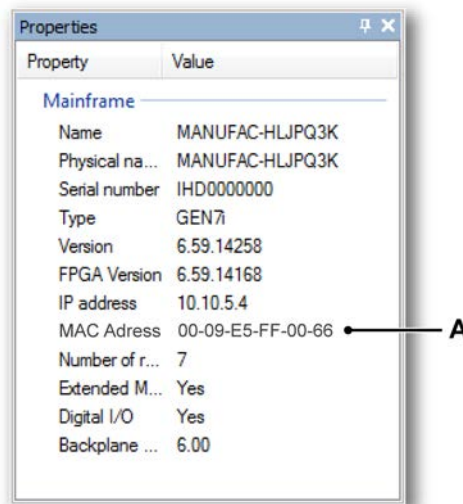 Properties
Property Value
Mainframe
Name MANUFAC-HLJPQ3K
Physical na... MANUFAC-HLJPQ3K
Serial number IHD0000000
Type GEN7i
Version 6.59.14258
FPGA Version 6.59.14168
IP address 10.10.5.4
MAC Adress 00-09-E5-FF-00-66 A
Number of r... 7
Extended M... Yes
Digital I/O Yes
Backplane ... 6.00